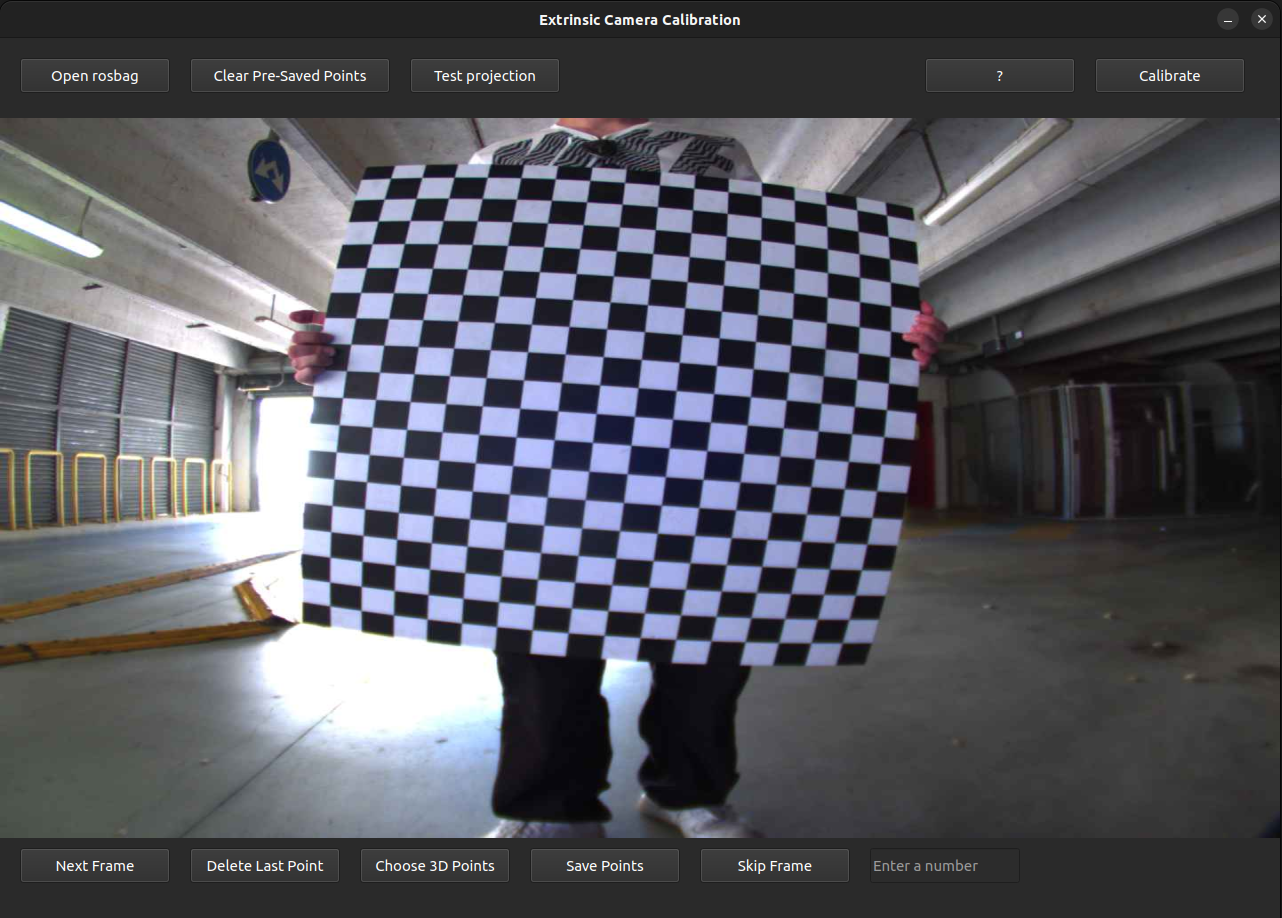 Extrinsic Camera Calibration
Open rosbag
Clear Pre-Saved Points
Test projection
?
Calibrate
Next Frame
Delete Last Point
Choose 3D Points
Save Points
Skip Frame
Enter a number